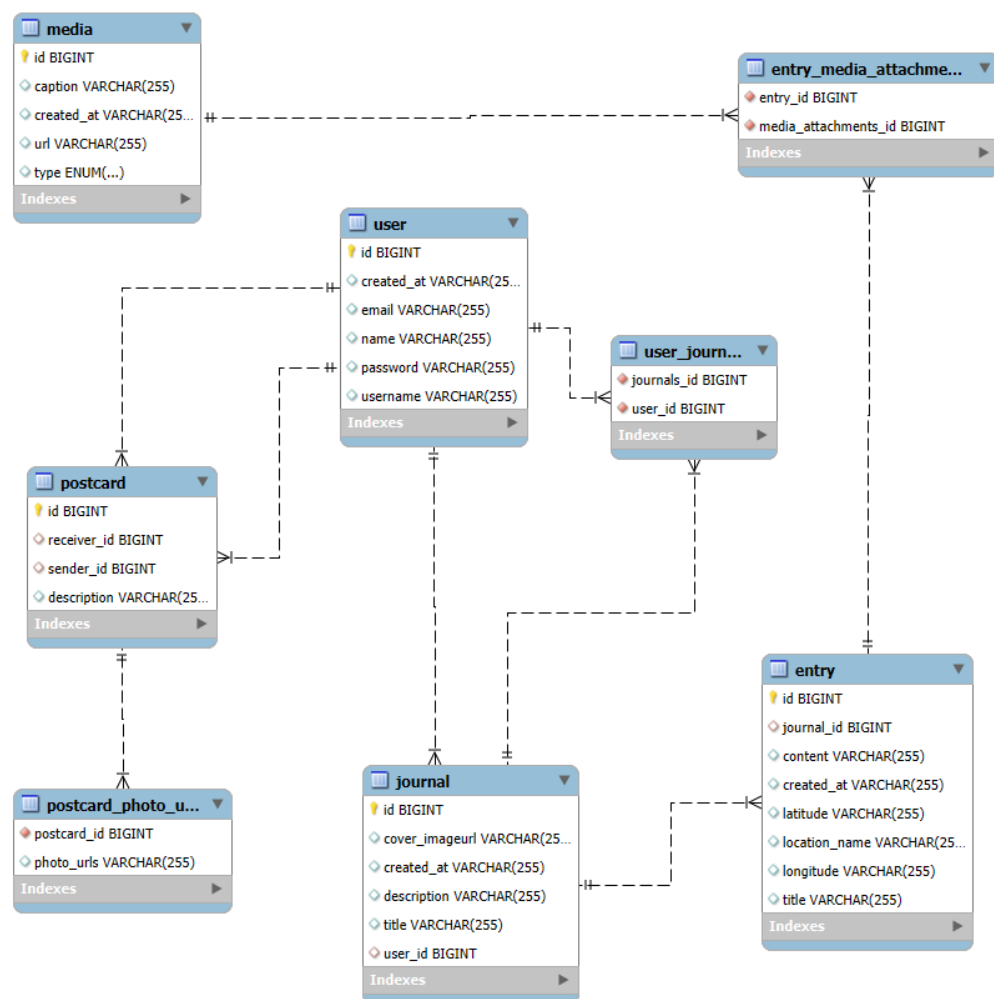 media
id BIGINT
caption VARCHAR(255)
created_at VARCHAR(25...
url VARCHAR(255)
type ENUM(...)
Indexes
entry_media_attachme...
entry_id BIGINT
media_attachments_id BIGINT
Indexes
user
id BIGINT
created_at VARCHAR(25...
email VARCHAR(255)
name VARCHAR(255)
password VARCHAR(255)
username VARCHAR(255)
Indexes
user_journ...
journals_id BIGINT
user_id BIGINT
Indexes
postcard
id BIGINT
receiver_id BIGINT
sender_id BIGINT
description VARCHAR(25...
Indexes
postcard_photo_u...
postcard_id BIGINT
photo_urls VARCHAR(255)
Indexes
journal
id BIGINT
cover_imageurl VARCHAR(25...
created_at VARCHAR(255)
description VARCHAR(255)
title VARCHAR(255)
user_id BIGINT
Indexes
entry
id BIGINT
journal_id BIGINT
content VARCHAR(255)
created_at VARCHAR(255)
latitude VARCHAR(255)
location_name VARCHAR(25...
longitude VARCHAR(255)
title VARCHAR(255)
Indexes